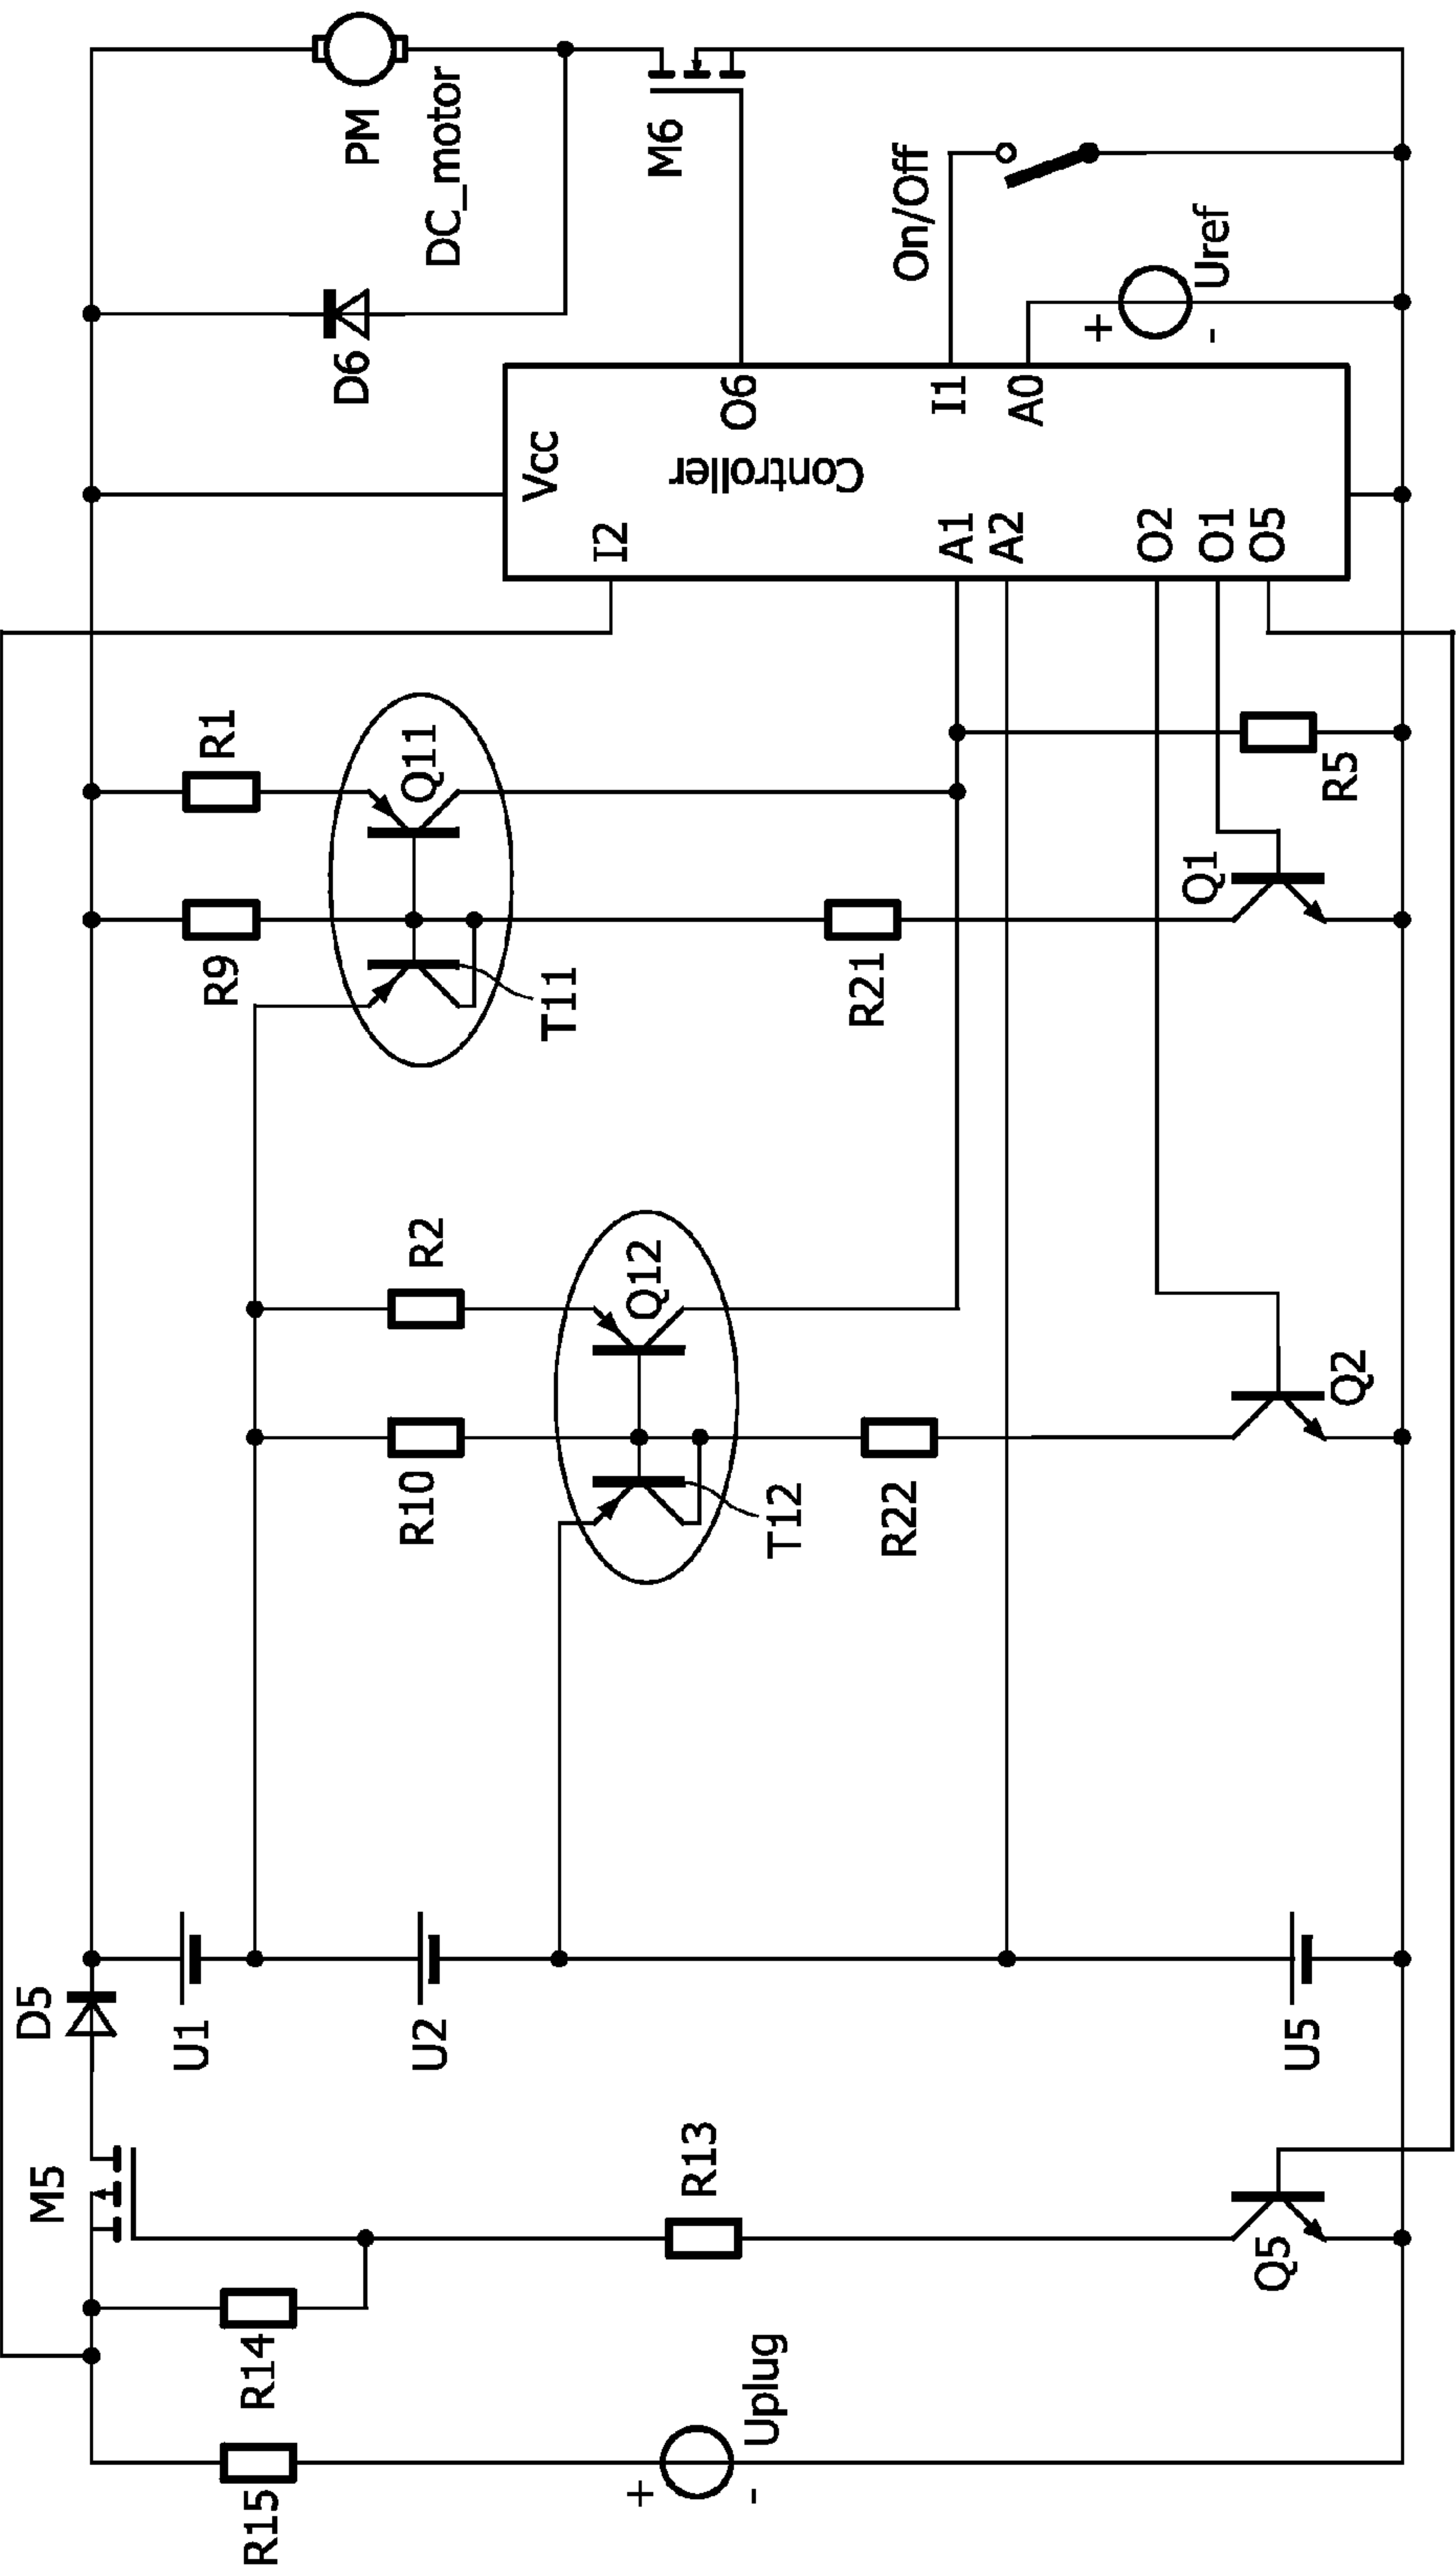 PM
DC_motor
M6
On/Off
Uref
+
-
D6
Vcc
O6
I1
A0
Controller
I2
A1
A2
O2
O1
O5
R1
Q11
R5
Q1
R9
T11
R21
R2
Q12
Q2
R10
T12
R22
D5
U1
U2
U5
M5
R13
Q5
R14
Uplug
R15
+
-